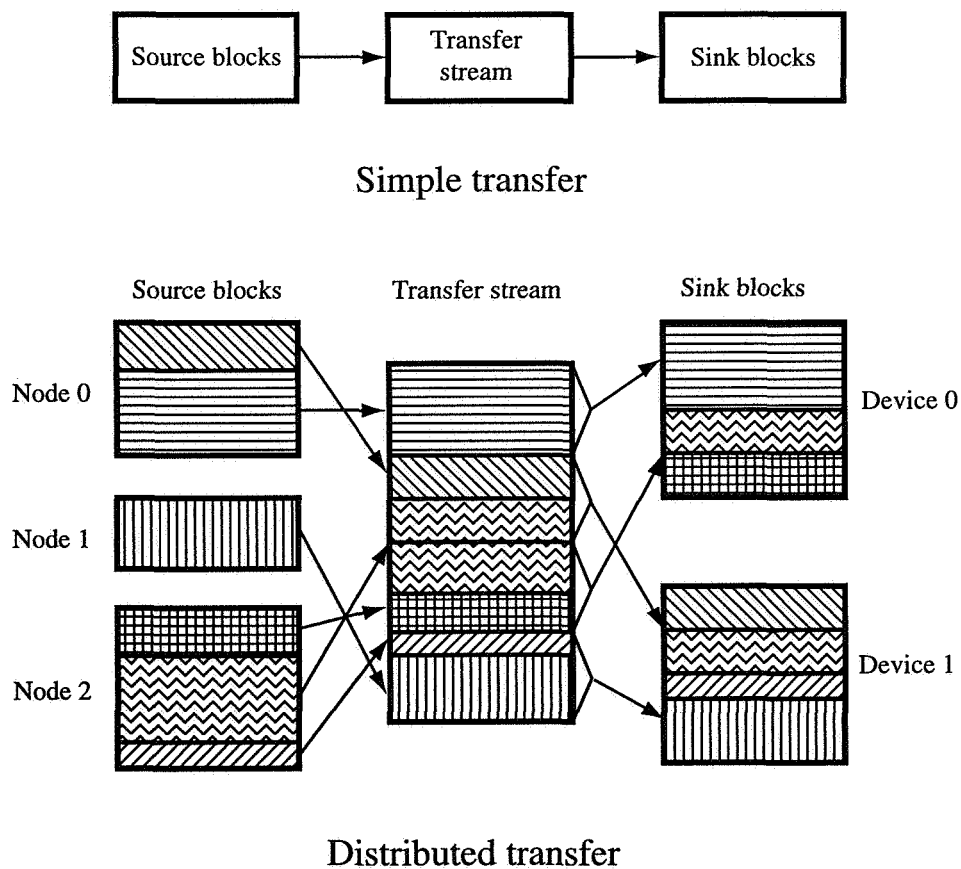 Source blocks
Transfer
stream
Sink blocks
Simple transfer
Source blocks
Transfer stream
Sink blocks
Node 0
Device 0
Node 1
Node 2
Device 1
Distributed transfer